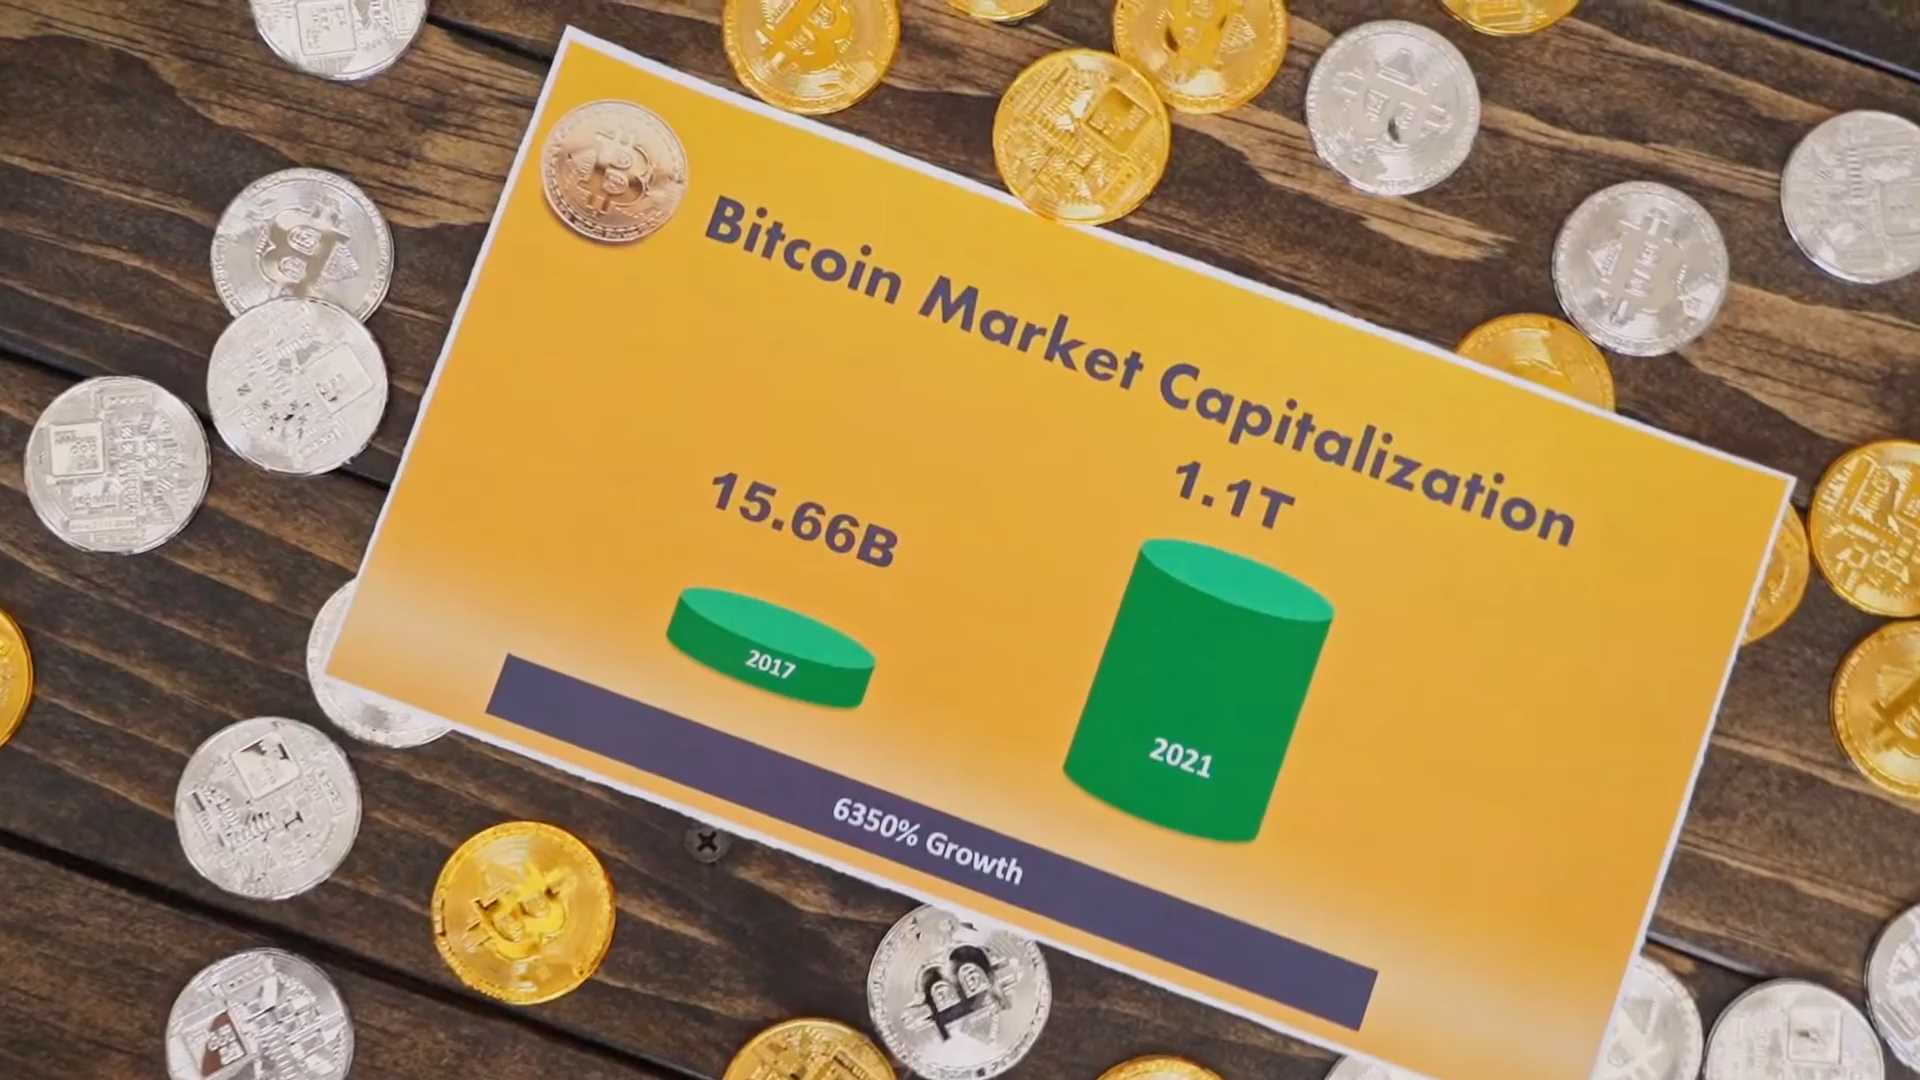 Bitcoin Market Capitalization
15.66B
1.1T
2017
2021
6350% Growth